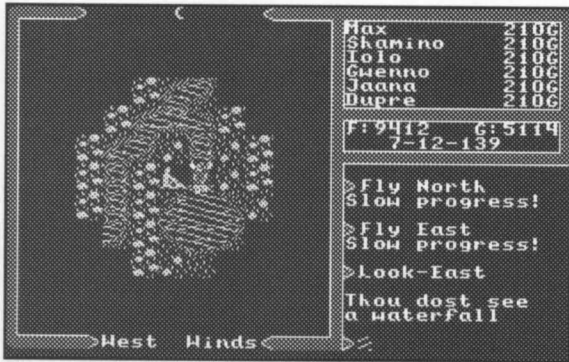 Max 210G
Shamino 210G
Iolo 210G
Gwenno 210G
Jaana 210G
Dupre 210G
F:9412 G:5114
7-12-139
Fly North
Slow progress!
Fly East
Slow progress!
Look-East
Thou dost see
a waterfall
West Winds